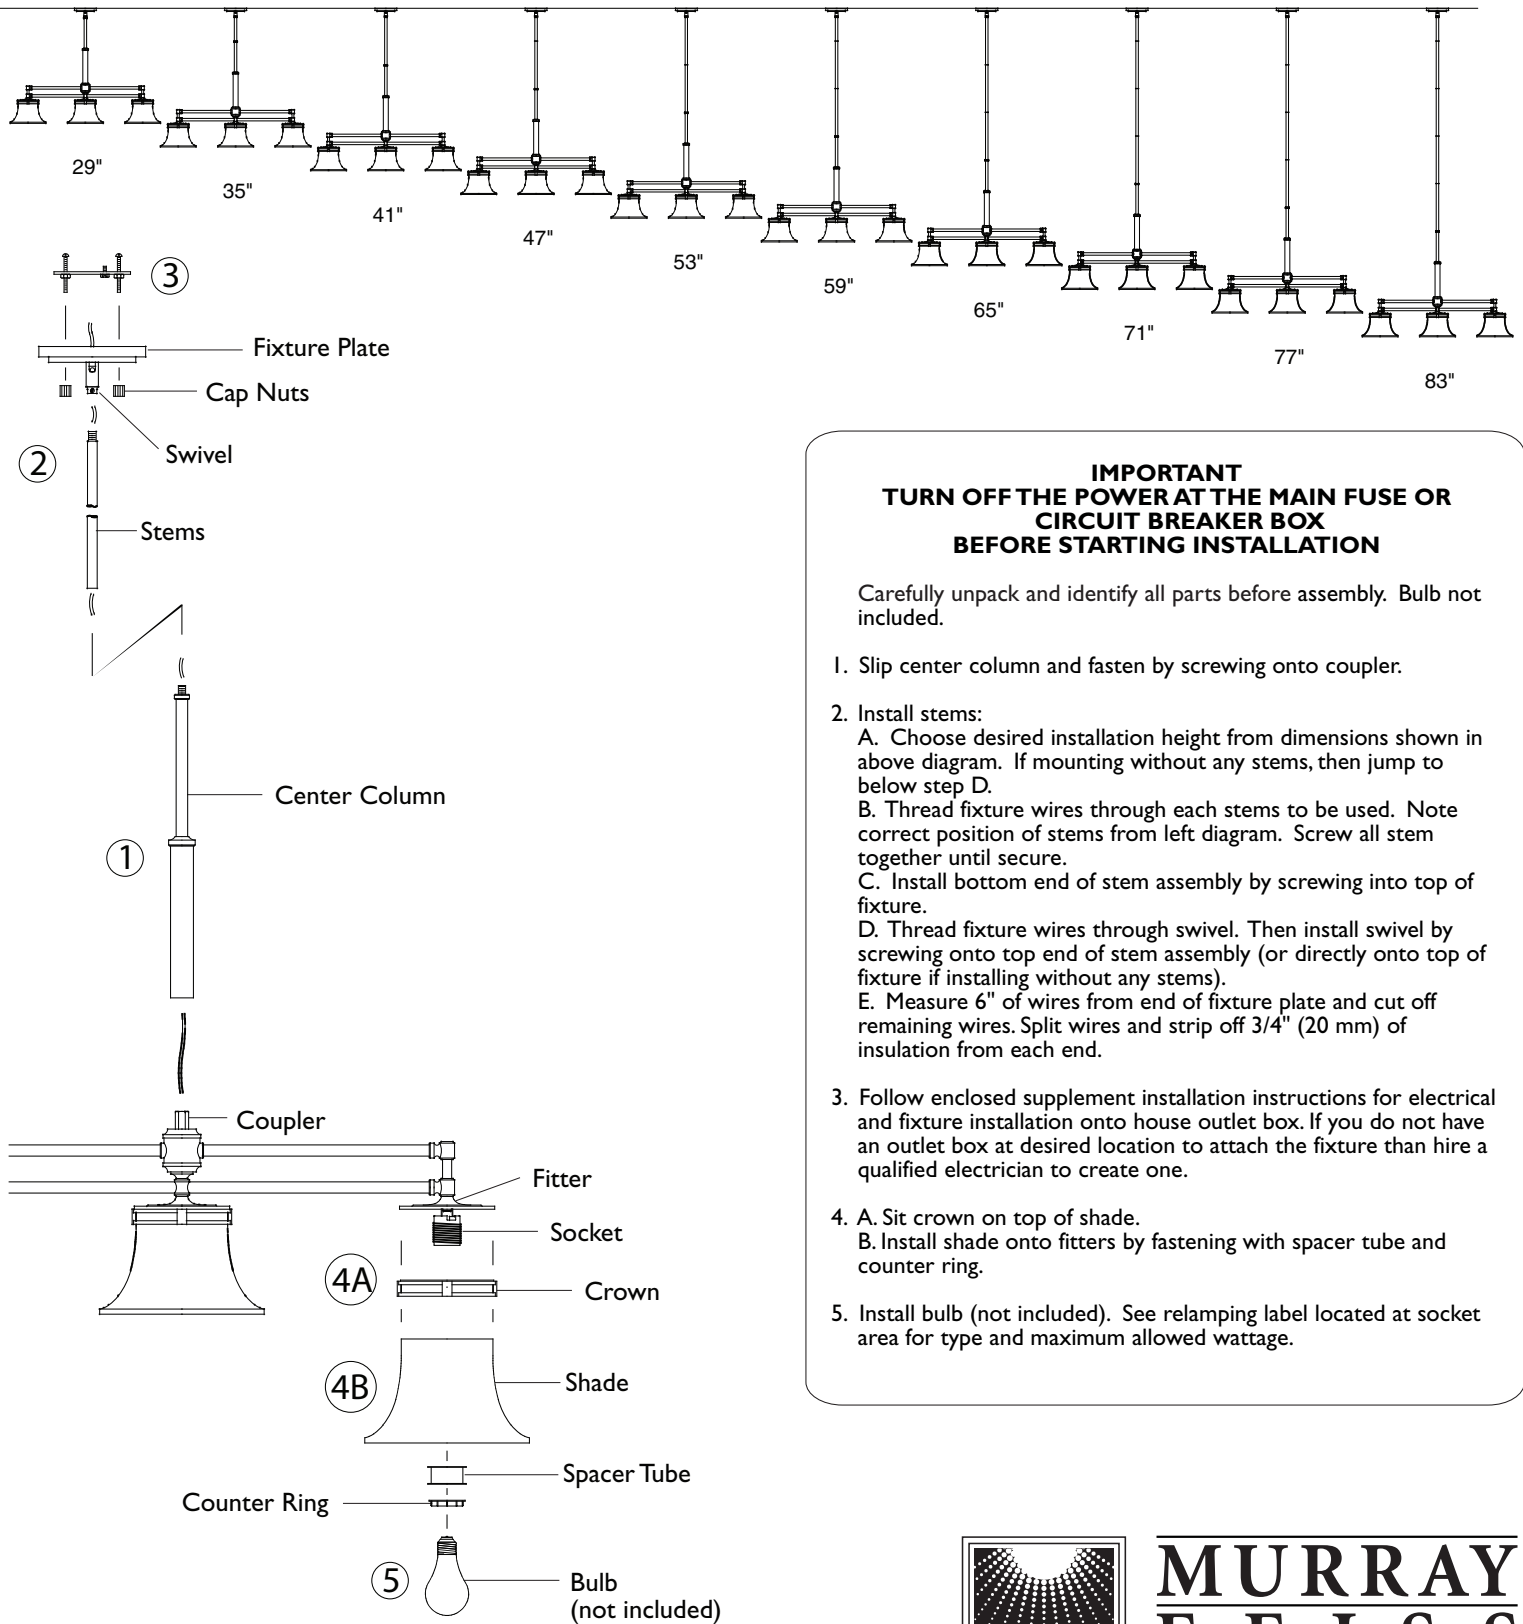 29"
35"
41"
47"
53"
59"
65"
71"
77"
83"
3
Fixture Plate
Cap Nuts
Swivel
2
Stems
Center Column
1
Coupler
Fitter
Socket
4A
Crown
4B
Shade
Spacer Tube
Counter Ring
5
Bulb
(not included)
IMPORTANT
TURN OFF THE POWER AT THE MAIN FUSE OR
CIRCUIT BREAKER BOX
BEFORE STARTING INSTALLATION
Carefully unpack and identify all parts before assembly. Bulb not
included.
1. Slip center column and fasten by screwing onto coupler.
2. Install stems:
A. Choose desired installation height from dimensions shown in
above diagram. If mounting without any stems, then jump to
below step D.
B. Thread fixture wires through each stems to be used. Note
correct position of stems from left diagram. Screw all stem
together until secure.
C. Install bottom end of stem assembly by screwing into top of
fixture.
D. Thread fixture wires through swivel. Then install swivel by
screwing onto top end of stem assembly (or directly onto top of
fixture if installing without any stems).
E. Measure 6" of wires from end of fixture plate and cut off
remaining wires. Split wires and strip off 3/4" (20 mm) of
insulation from each end.
3. Follow enclosed supplement installation instructions for electrical
and fixture installation onto house outlet box. If you do not have
an outlet box at desired location to attach the fixture than hire a
qualified electrician to create one.
4. A. Sit crown on top of shade.
B. Install shade onto fitters by fastening with spacer tube and
counter ring.
5. Install bulb (not included). See relamping label located at socket
area for type and maximum allowed wattage.
MURRAY